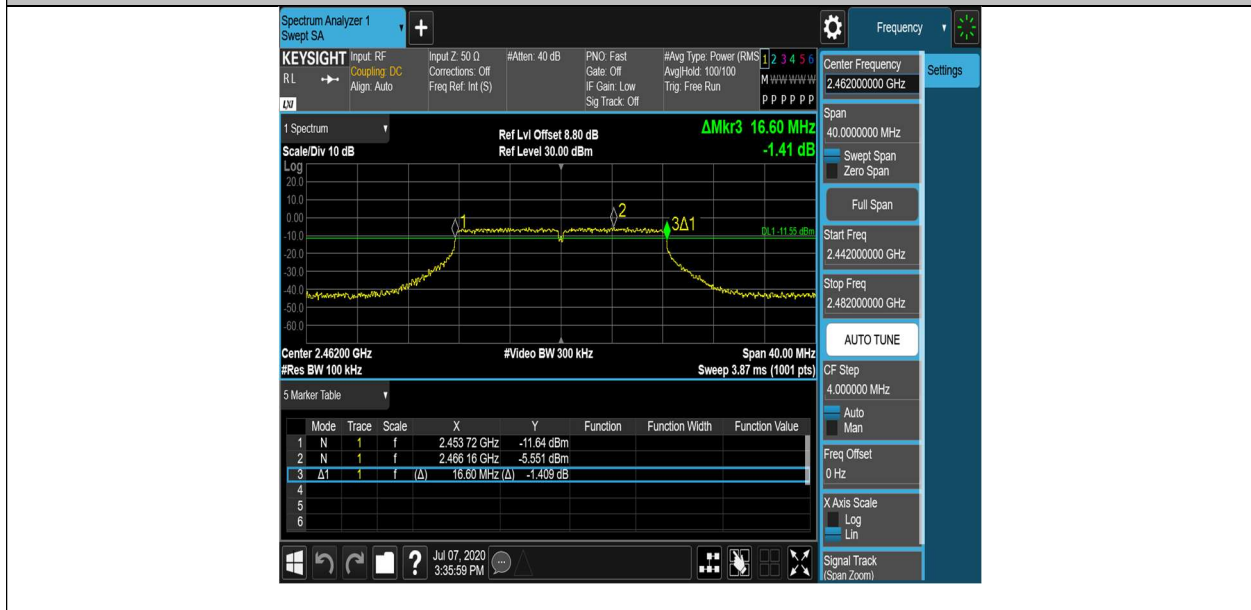 Spectrum Analyzer 1
Swept SA
+
Frequency
KEYSIGHT
RL
LXI
Input: RF
Coupling: DC
Align: Auto
Input Z: 50 Ω
Corrections: Off
Freq Ref: Int (S)
#Atten: 40 dB
PNO: Fast
Gate: Off
IF Gain: Low
Sig Track: Off
#Avg Type: Power (RMS
Avg|Hold: 100/100
Trig: Free Run
1 2 3 4 5 6
M W W W W W
P P P P P P
1 Spectrum
Scale/Div 10 dB
Ref Lvl Offset 8.80 dB
Ref Level 30.00 dBm
ΔMkr3 16.60 MHz
-1.41 dB
Log
20.0
10.0
0.00
-10.0
-20.0
-30.0
-40.0
-50.0
-60.0
1
2
3Δ1
DL1 -11.55 dBm
Center 2.46200 GHz
#Res BW 100 kHz
#Video BW 300 kHz
Span 40.00 MHz
Sweep 3.87 ms (1001 pts)
5 Marker Table
Mode Trace Scale X Y Function Function Width Function Value
1 N 1 f 2.453 72 GHz -11.64 dBm
2 N 1 f 2.466 16 GHz -5.551 dBm
3 Δ1 1 f (Δ) 16.60 MHz (Δ) -1.409 dB
4
5
6
?
Jul 07, 2020
3:35:59 PM
Center Frequency
2.462000000 GHz
Span
40.0000000 MHz
Swept Span
Zero Span
Full Span
Start Freq
2.442000000 GHz
Stop Freq
2.482000000 GHz
AUTO TUNE
CF Step
4.000000 MHz
Auto
Man
Freq Offset
0 Hz
X Axis Scale
Log
Lin
Signal Track
(Span Zoom)
Settings